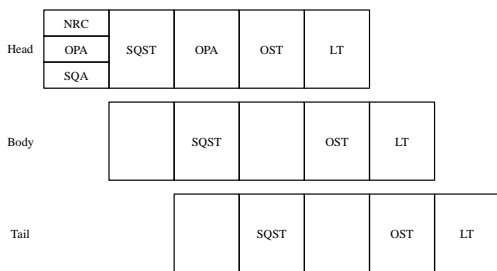 NRC
Head OPA SQST OPA OST LT
SQA
Body SQST OST LT
Tail SQST OST LT